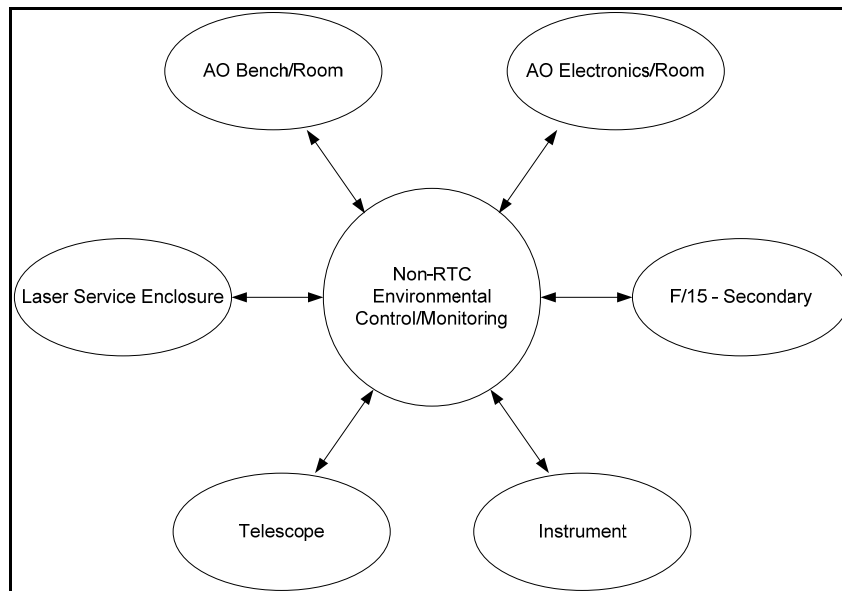 AO Bench/Room
AO Electronics/Room
Non-RTC
Environmental
Control/Monitoring
Laser Service Enclosure
F/15 - Secondary
Telescope
Instrument